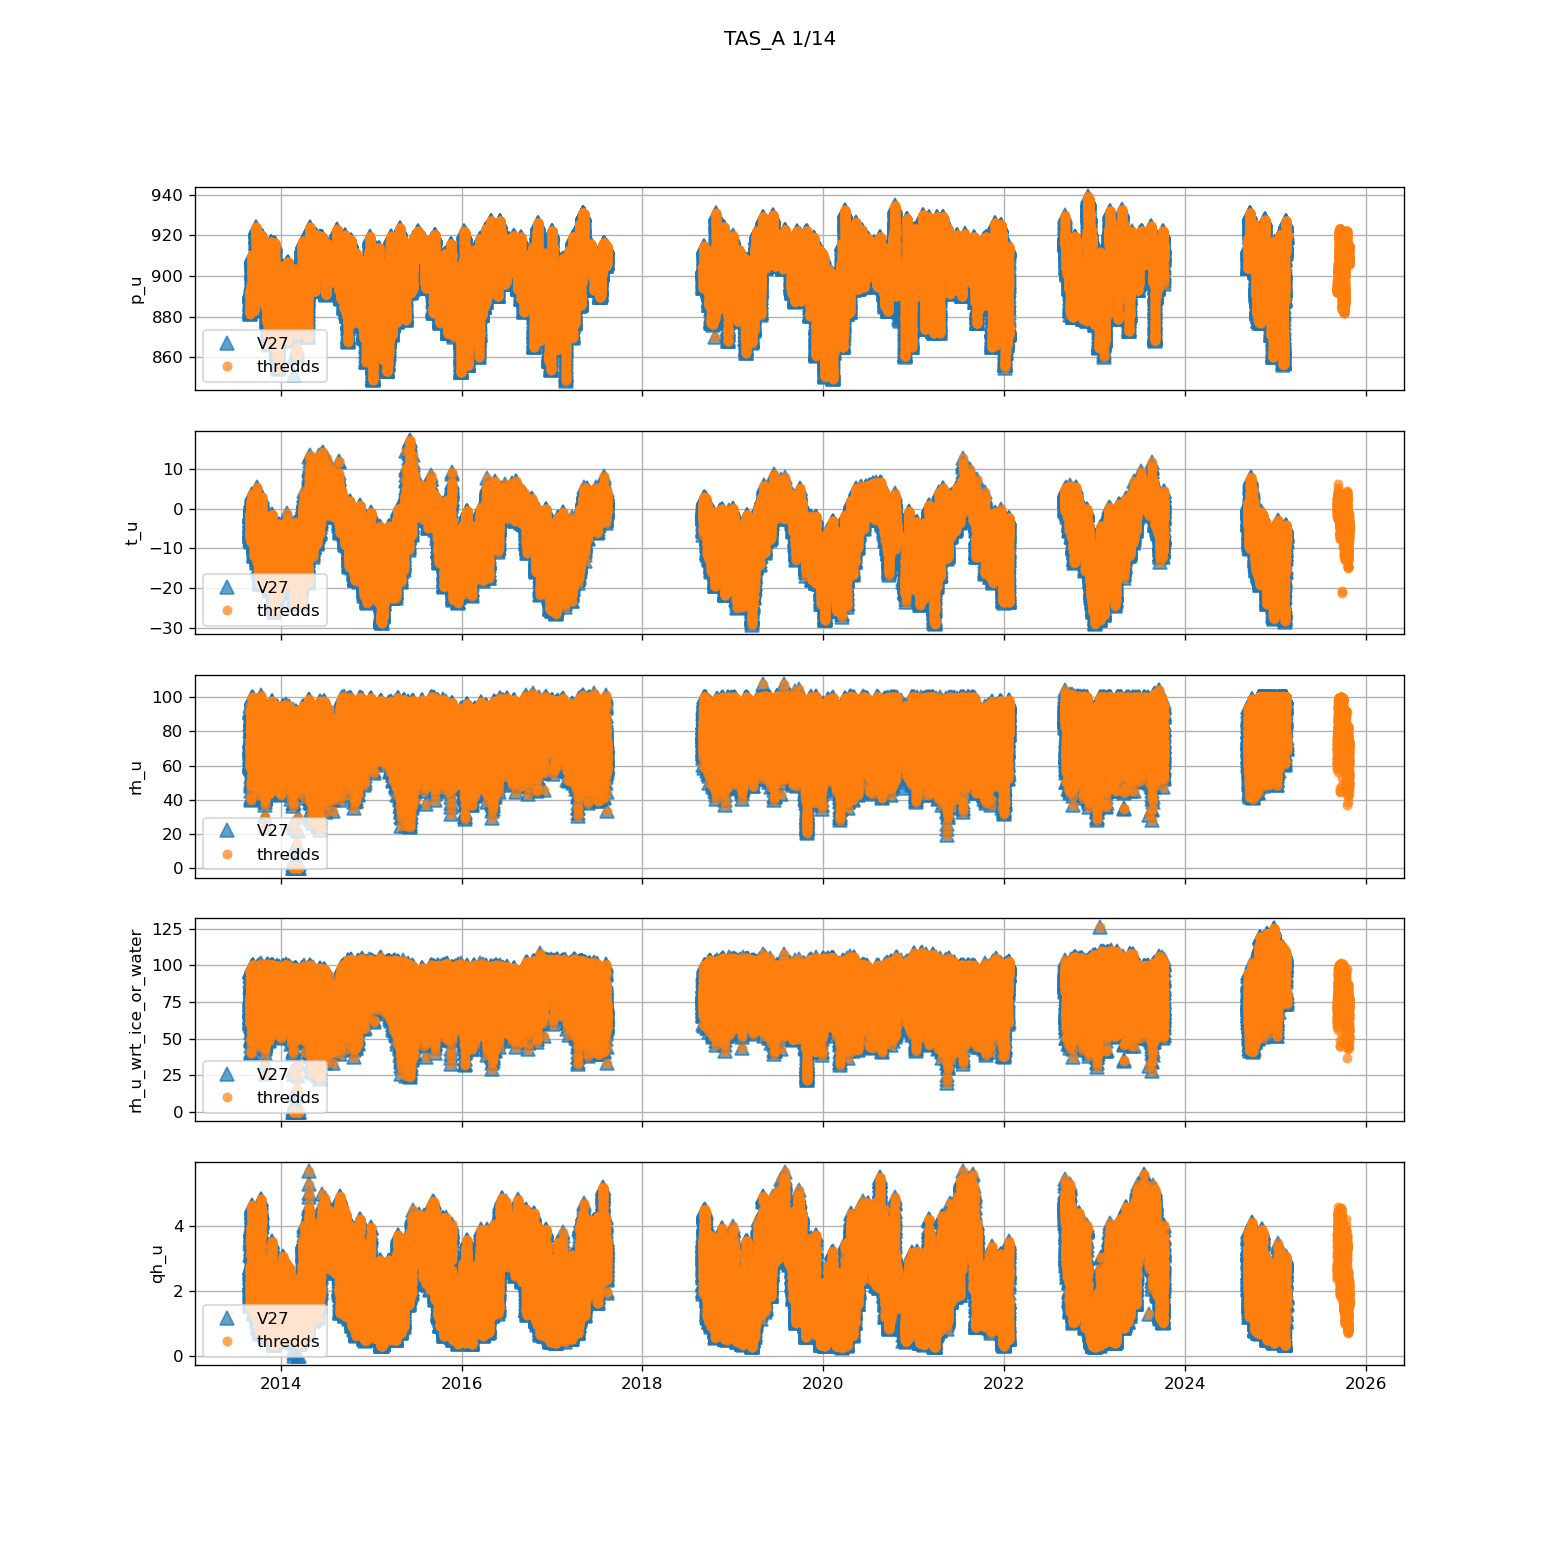 TAS_A 1/14
940
920
900
880
860
p_u
V27
thredds
10
0
−10
−20
−30
t_u
V27
thredds
100
80
60
40
20
0
rh_u
V27
thredds
125
100
75
50
25
0
rh_u_wrt_ice_or_water
V27
thredds
4
2
0
qh_u
V27
thredds
2014
2016
2018
2020
2022
2024
2026